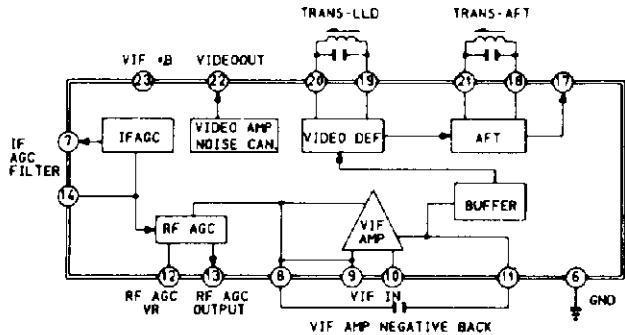 TRANS-LLD
TRANS-AFT
VIF +B
VIDEOOUT
23
22
20
19
21
18
17
IF
AGC
FILTER
7
IFAGC
VIDEO AMP
NOISE CAN.
VIDEO DEF
AFT
14
RF AGC
VIF
AMP
BUFFER
12
13
8
9
10
11
6
RF AGC
VR
RF AGC
OUTPUT
VIF IN
GND
VIF AMP NEGATIVE BACK